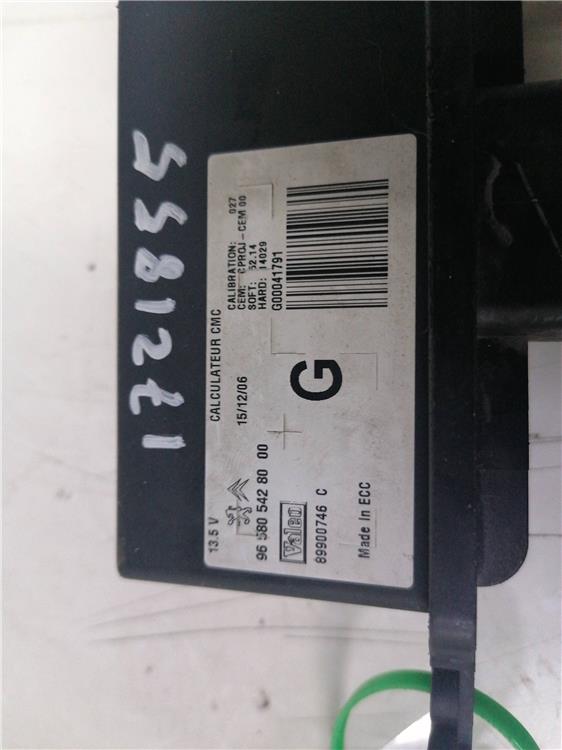 1721855
13.5 V CALCULATEUR CMC
15/12/06
96 580 542 80 00
CALIBRATION: 027
CEM: CPROJ-CEM 00
SOFT: 52.14
HARD: 14029
G00041791
Valeo
89900746 C
G
Made In ECC